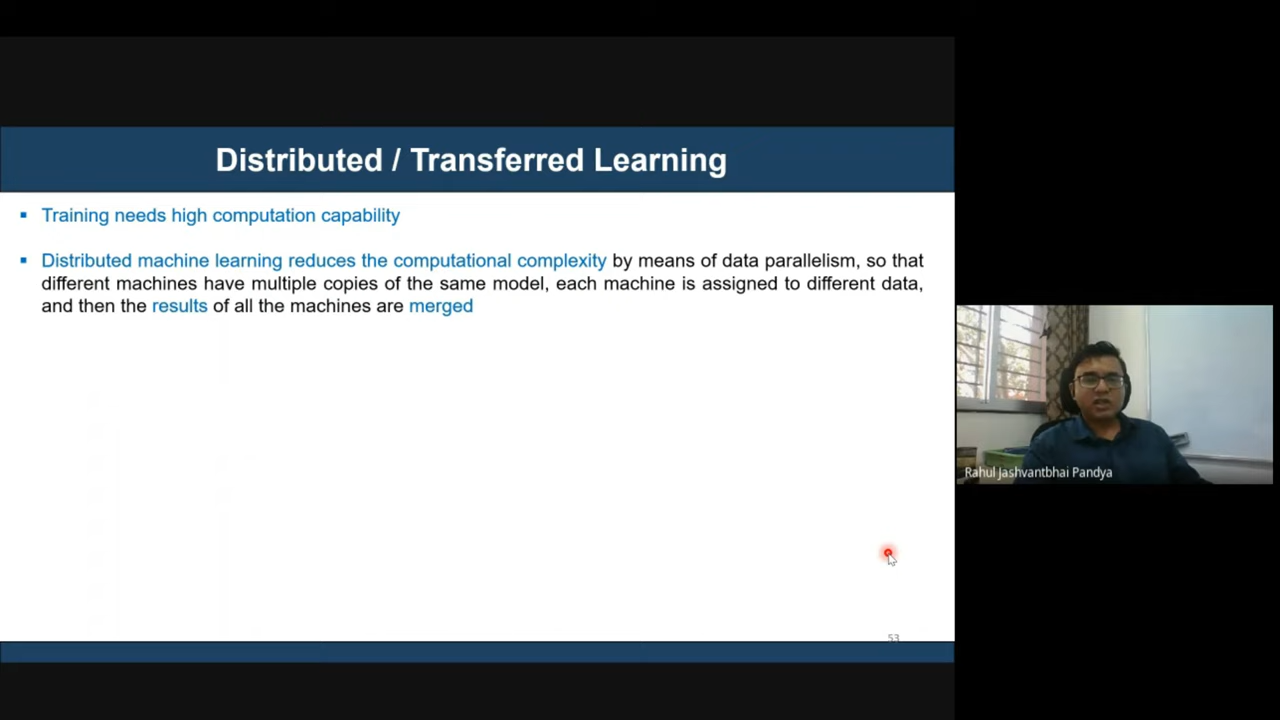 Distributed / Transferred Learning
▪ Training needs high computation capability
▪ Distributed machine learning reduces the computational complexity by means of data parallelism, so that
different machines have multiple copies of the same model, each machine is assigned to different data,
and then the results of all the machines are merged
Rahul Jashvantbhai Pandya
53